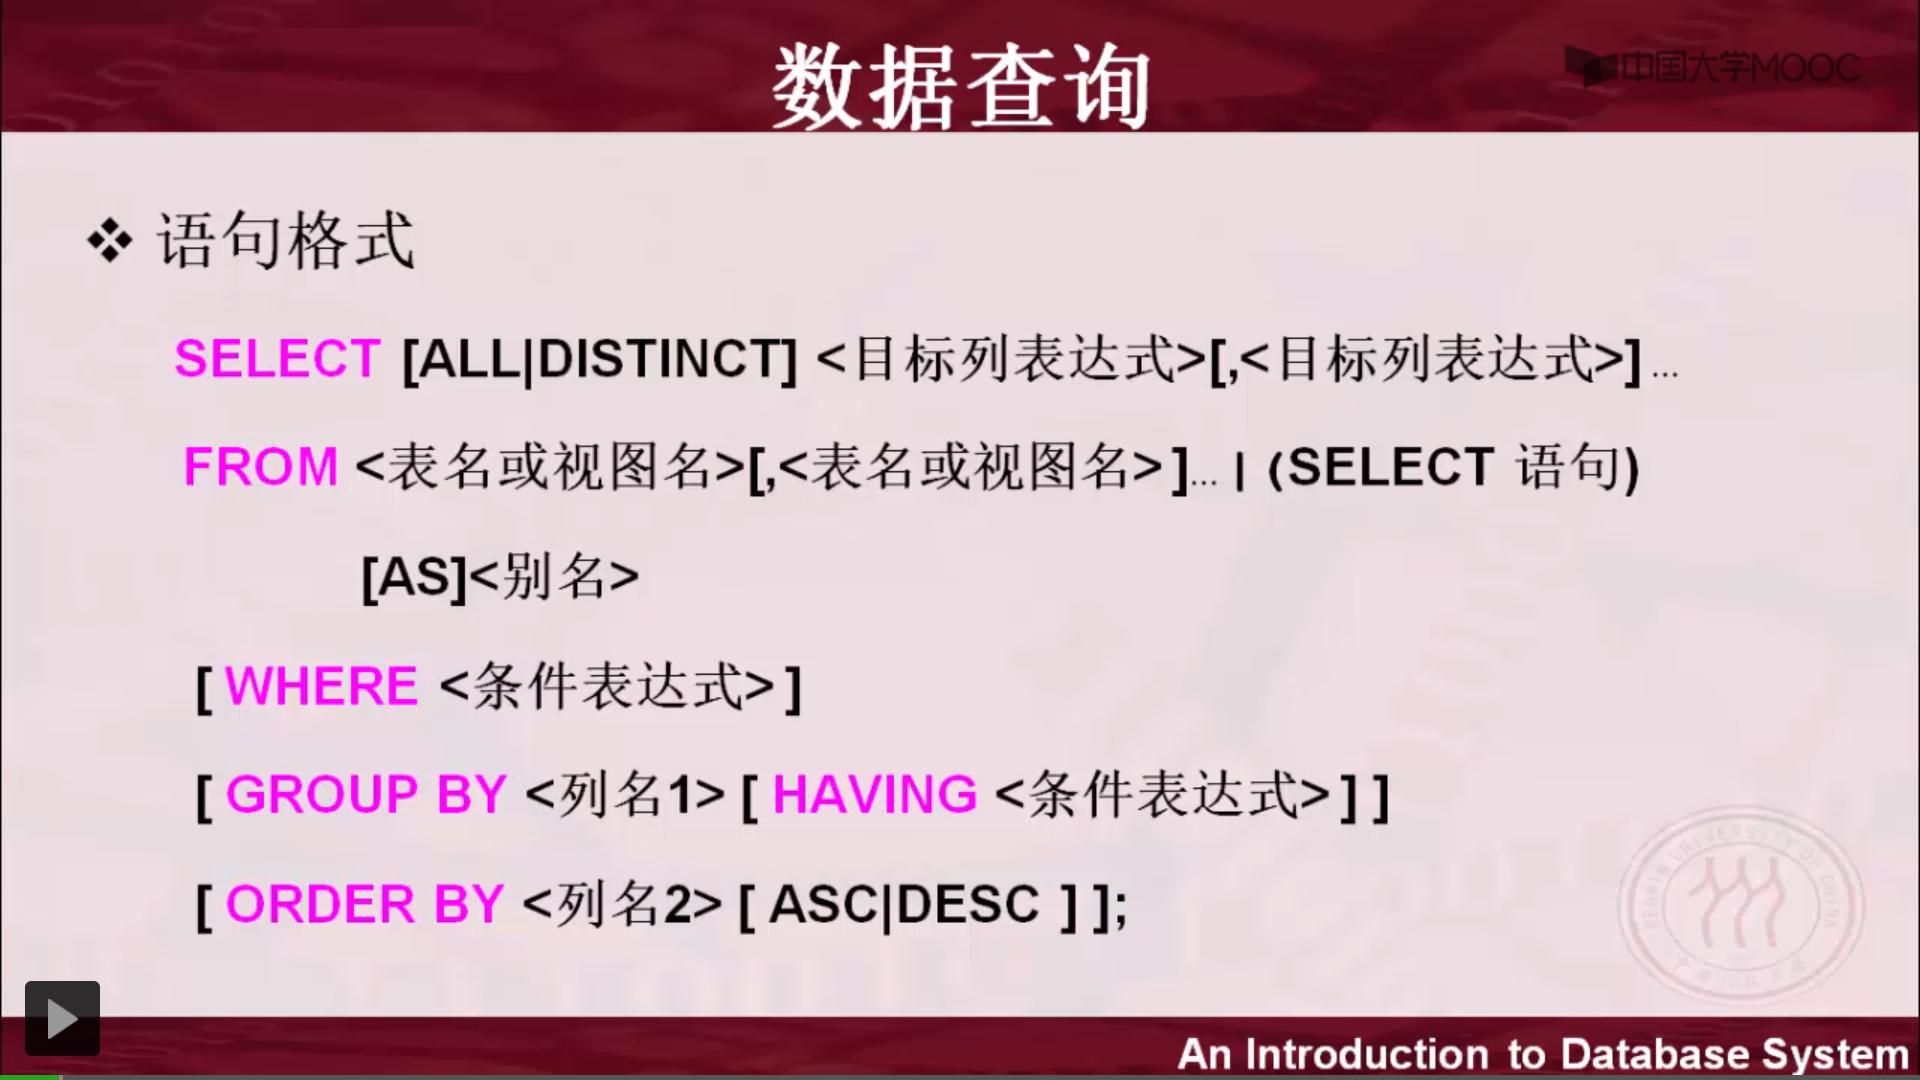 数据查询
中国大学MOOC
❖ 语句格式
SELECT [ALL|DISTINCT] <目标列表达式>[,<目标列表达式>] …
FROM <表名或视图名>[,<表名或视图名> ]… | (SELECT 语句)
[AS]<别名>
[ WHERE <条件表达式> ]
[ GROUP BY <列名1> [ HAVING <条件表达式> ] ]
[ ORDER BY <列名2> [ ASC|DESC ] ];
An Introduction to Database System